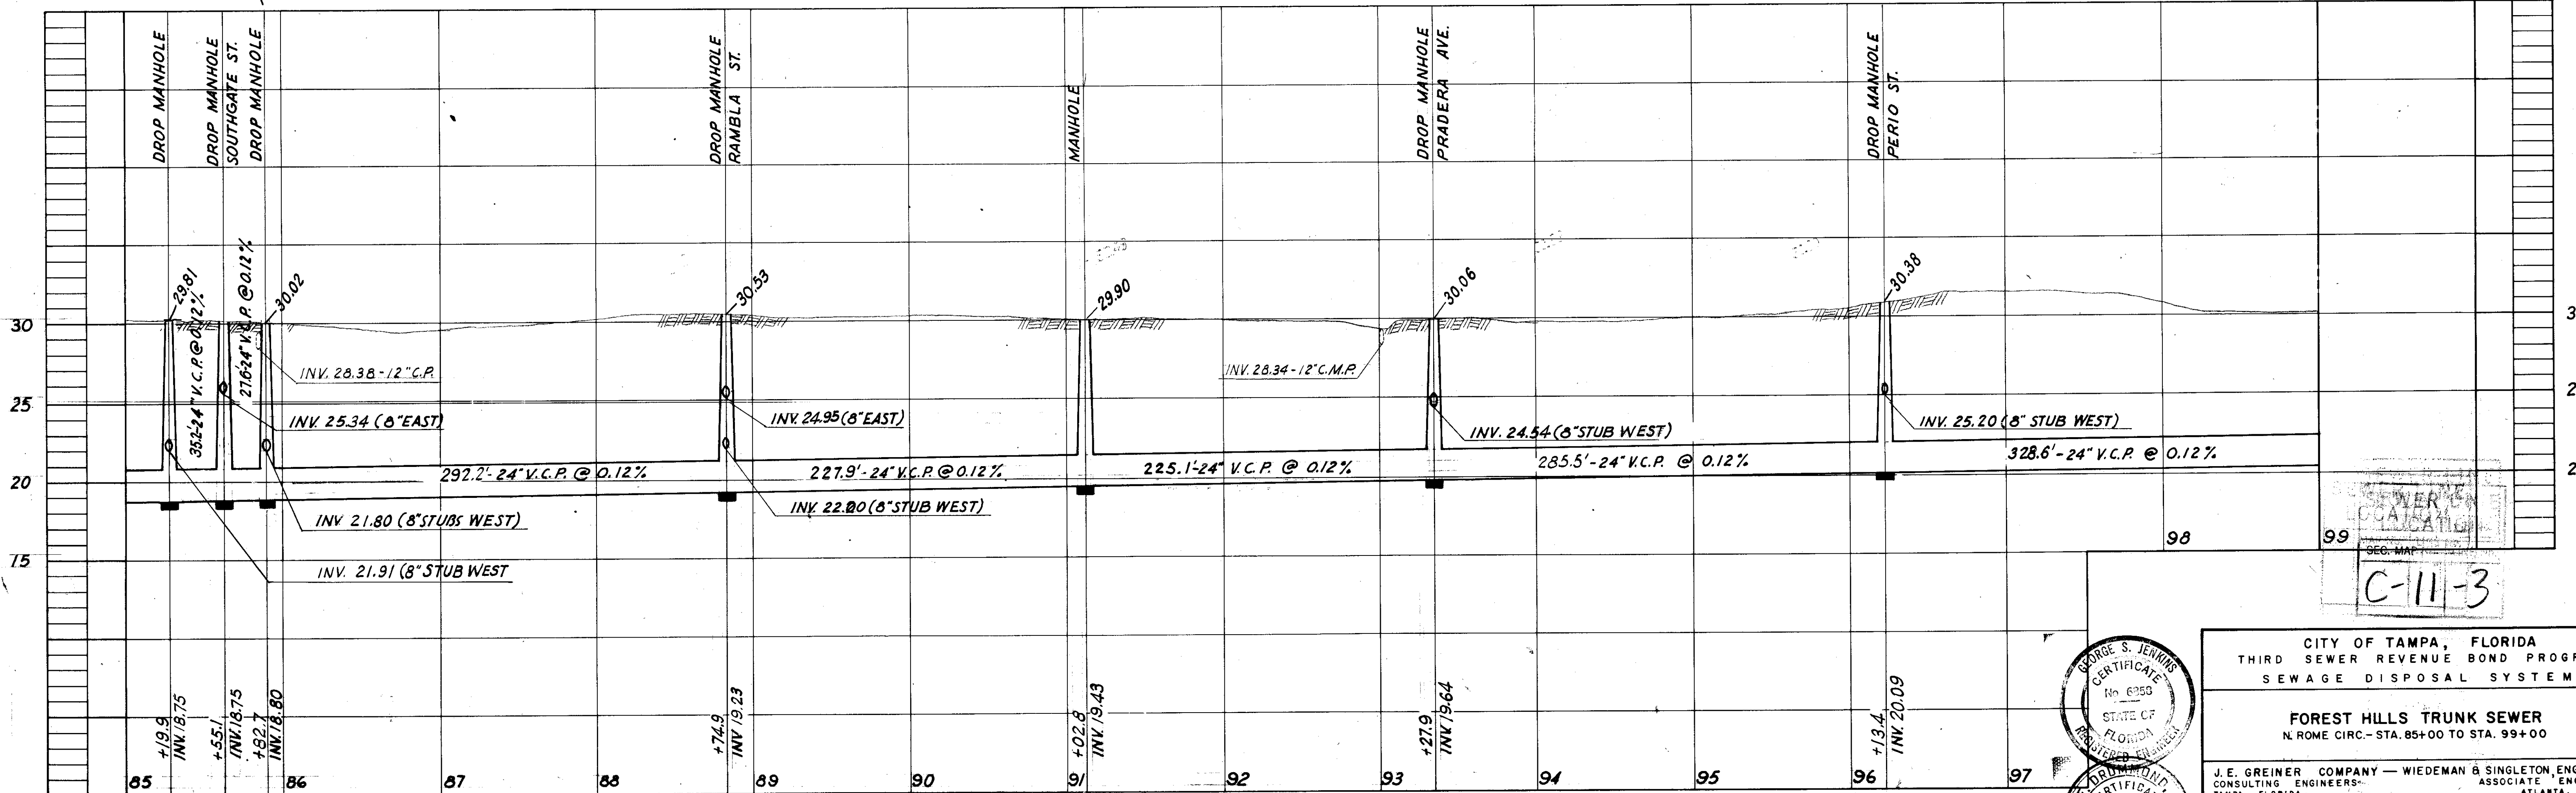 DROP MANHOLE
DROP MANHOLE
SOUTHGATE ST.
DROP MANHOLE
DROP MANHOLE
RAMBLA ST.
MANHOLE
DROP MANHOLE
PRADERA AVE.
DROP MANHOLE
PERIO ST.
29.81
35.2'-24" V.C.P. @ 0.12%
27.6'-24" V.C.P. @ 0.12%
30.02
30.53
29.90
30.06
30.38
30
25
20
15
INV. 28.38-12" C.P.
INV. 25.34 (8" EAST)
INV. 24.95 (8" EAST)
INV. 28.34-12" C.M.P.
INV. 24.54 (8" STUB WEST)
INV. 25.20 (8" STUB WEST)
292.2'-24" V.C.P. @ 0.12%
227.9'-24" V.C.P. @ 0.12%
225.1'-24" V.C.P. @ 0.12%
285.5'-24" V.C.P. @ 0.12%
328.6'-24" V.C.P. @ 0.12%
INV 21.80 (8" STUBS WEST)
INV. 22.00 (8" STUB WEST)
INV. 21.91 (8" STUB WEST
+19.9
INV. 18.75
+55.1
INV. 18.75
+82.7
INV. 18.80
+74.9
INV 19.23
+02.8
INV. 19.43
+27.9
INV. 19.64
+13.4
INV. 20.09
85 86 87 88 89 90 91 92 93 94 95 96 97
98 99
SEWER LINE
LOCATION
SEC. MAP
C-11-3
GEORGE S. JENKINS
CERTIFICATE
STATE OF
FLORIDA
REGISTERED ENGINEER
DRUMMOND
CITY OF TAMPA, FLORIDA
THIRD SEWER REVENUE BOND
SEWAGE DISPOSAL SYSTEM
FOREST HILLS TRUNK SEWER
N. ROME CIRC.- STA. 85+00 TO STA. 99+00
J. E. GREINER COMPANY — WIEDEMAN & SINGLETON
CONSULTING ENGINEERS ASSOCIATE
ATLANTA,